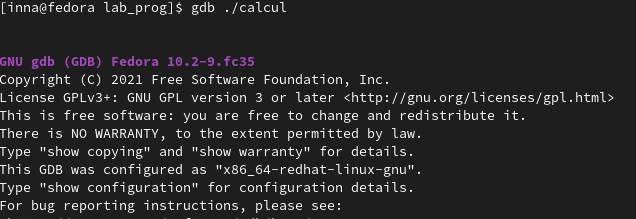 [inna@fedora lab_prog]$ gdb ./calcul
GNU gdb (GDB) Fedora 10.2-9.fc35
Copyright (C) 2021 Free Software Foundation, Inc.
License GPLv3+: GNU GPL version 3 or later <http://gnu.org/licenses/gpl.html>
This is free software: you are free to change and redistribute it.
There is NO WARRANTY, to the extent permitted by law.
Type "show copying" and "show warranty" for details.
This GDB was configured as "x86_64-redhat-linux-gnu".
Type "show configuration" for configuration details.
For bug reporting instructions, please see: